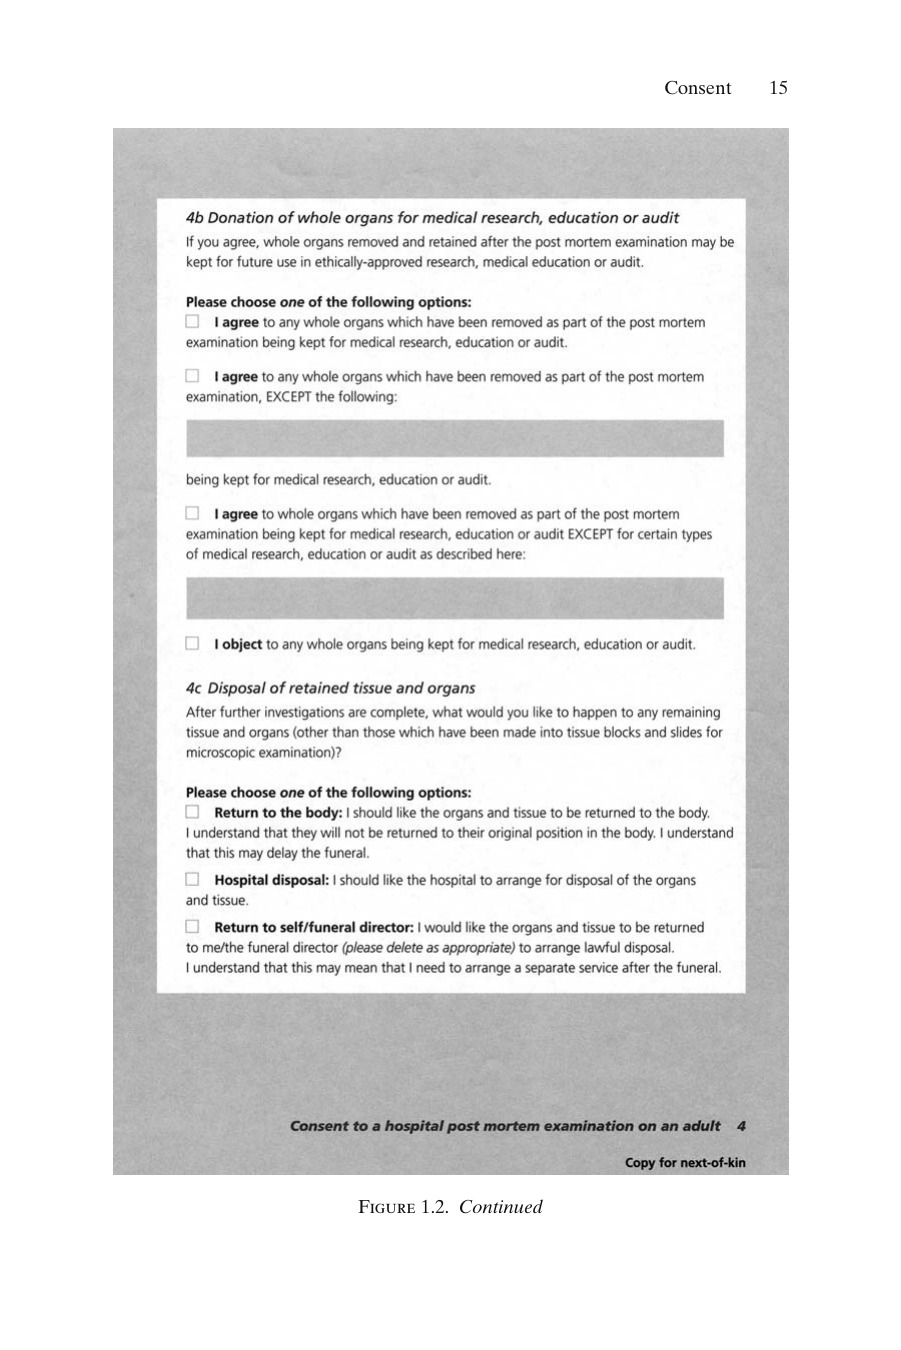 Consent 15
4b Donation of whole organs for medical research, education or audit
If you agree, whole organs removed and retained after the post mortem examination may be
kept for future use in ethically-approved research, medical education or audit.
Please choose one of the following options:
I agree to any whole organs which have been removed as part of the post mortem
examination being kept for medical research, education or audit.
I agree to any whole organs which have been removed as part of the post mortem
examination, EXCEPT the following:
being kept for medical research, education or audit.
I agree to whole organs which have been removed as part of the post mortem
examination being kept for medical research, education or audit EXCEPT for certain types
of medical research, education or audit as described here:
I object to any whole organs being kept for medical research, education or audit.
4c Disposal of retained tissue and organs
After further investigations are complete, what would you like to happen to any remaining
tissue and organs (other than those which have been made into tissue blocks and slides for
microscopic examination)?
Please choose one of the following options:
Return to the body: I should like the organs and tissue to be returned to the body.
I understand that they will not be returned to their original position in the body. I understand
that this may delay the funeral.
Hospital disposal: I should like the hospital to arrange for disposal of the organs
and tissue.
Return to self/funeral director: I would like the organs and tissue to be returned
to me/the funeral director (please delete as appropriate) to arrange lawful disposal.
I understand that this may mean that I need to arrange a separate service after the funeral.
Consent to a hospital post mortem examination on an adult 4
Copy for next-of-kin
FIGURE 1.2. Continued